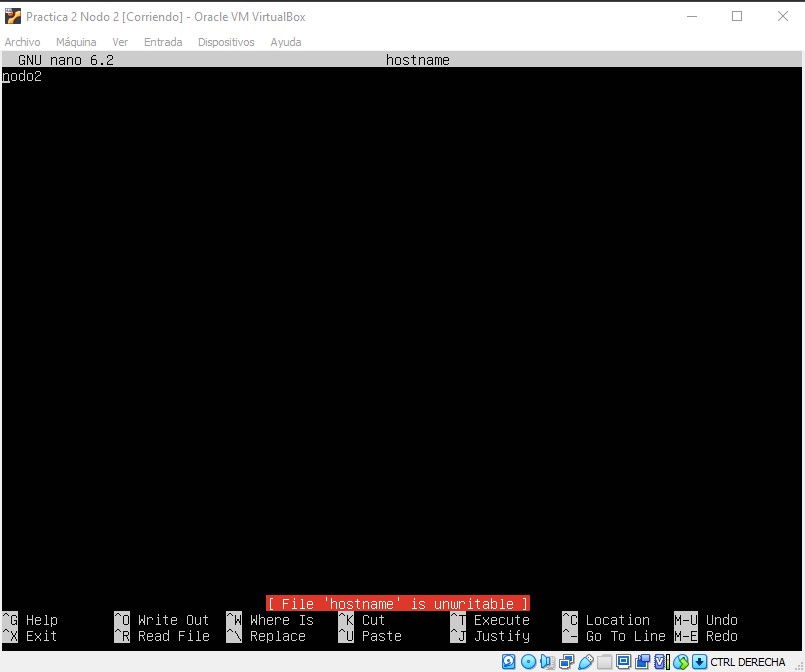 Practica 2 Nodo 2 [Corriendo] - Oracle VM VirtualBox
Archivo Máquina Ver Entrada Dispositivos Ayuda
GNU nano 6.2 hostname
nodo2
[ File 'hostname' is unwritable ]
^G Help ^O Write Out ^W Where Is ^K Cut ^T Execute ^C Location M-U Undo
^X Exit ^R Read File ^\ Replace ^U Paste ^J Justify ^- Go To Line M-E Redo
CTRL DERECHA